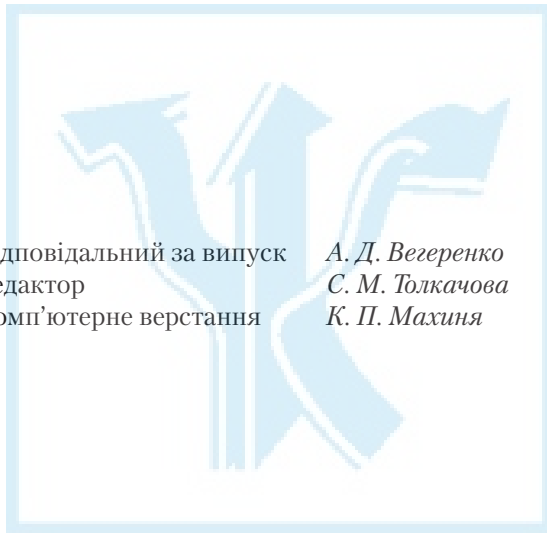 дповідальний за випуск А. Д. Вегеренко
едактор С. М. Толкачова
омп’ютерне верстання К. П. Махиня